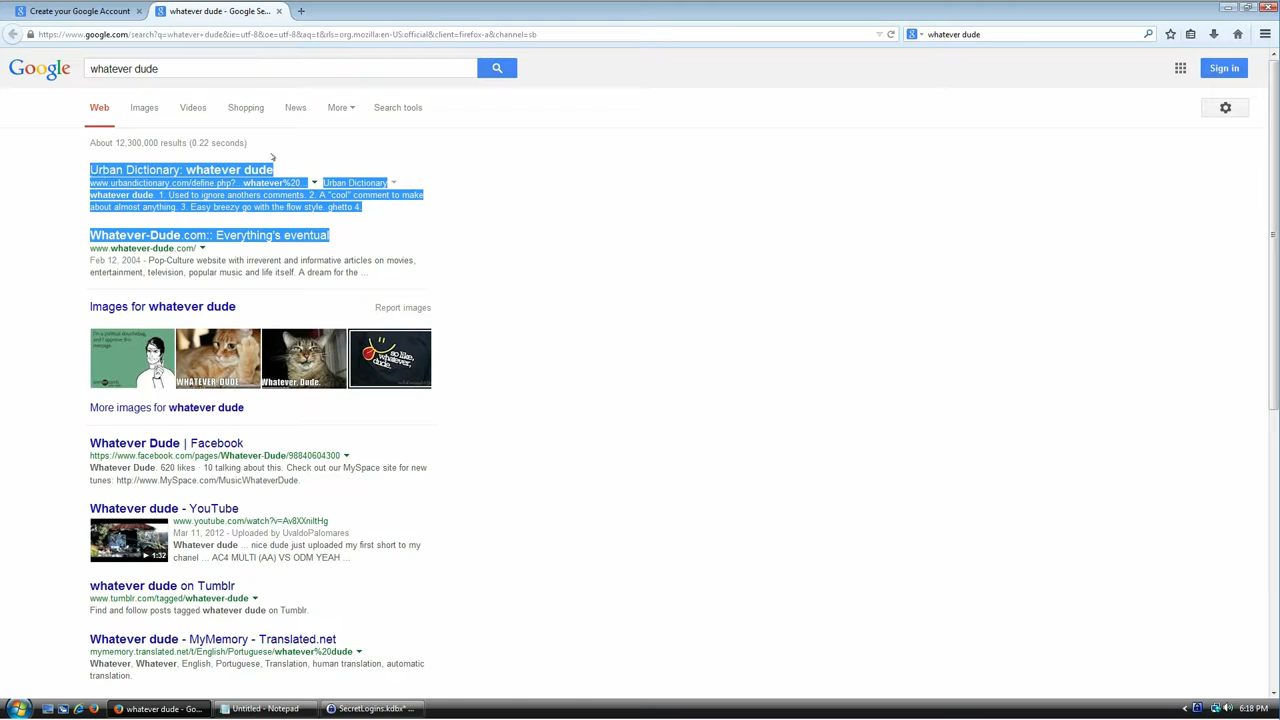 Create your Google Account
whatever dude - Google Se...
https://www.google.com/search?q=whatever+dude&ie=utf-8&oe=utf-8&aq=t&rls=org.mozilla:en-US:official&client=firefox-a&channel=sb
whatever dude
Google
whatever dude
Sign in
Web Images Videos Shopping News More Search tools
About 12,300,000 results (0.22 seconds)
Urban Dictionary: whatever dude
www.urbandictionary.com/define.php?...whatever%20... Urban Dictionary
whatever dude. 1. Used to ignore anothers comments. 2. A "cool" comment to make
about almost anything. 3. Easy breezy go with the flow style. ghetto 4.
Whatever-Dude.com:: Everything's eventual
www.whatever-dude.com/
Feb 12, 2004 - Pop-Culture website with irreverent and informative articles on movies,
entertainment, television, popular music and life itself. A dream for the ...
Images for whatever dude
Report images
WHATEVER DUDE
Whatever, Dude.
so like,
whatever,
dude.
More images for whatever dude
Whatever Dude | Facebook
https://www.facebook.com/pages/Whatever-Dude/98840604300
Whatever Dude. 620 likes · 10 talking about this. Check out our MySpace site for new
tunes: http://www.MySpace.com/MusicWhateverDude.
Whatever dude - YouTube
www.youtube.com/watch?v=Av8XXniltHg
Mar 11, 2012 - Uploaded by UvaldoPalomares
Whatever dude ... nice dude just uploaded my first short to my
chanel ... AC4 MULTI (AA) VS ODM YEAH ...
1:32
whatever dude on Tumblr
www.tumblr.com/tagged/whatever-dude
Find and follow posts tagged whatever dude on Tumblr.
Whatever dude - MyMemory - Translated.net
mymemory.translated.net/t/English/Portuguese/whatever%20dude
Whatever, Whatever, English, Portuguese, Translation, human translation, automatic
translation.
whatever dude - Go...
Untitled - Notepad
SecretLogins.kdbx* ...
6:18 PM